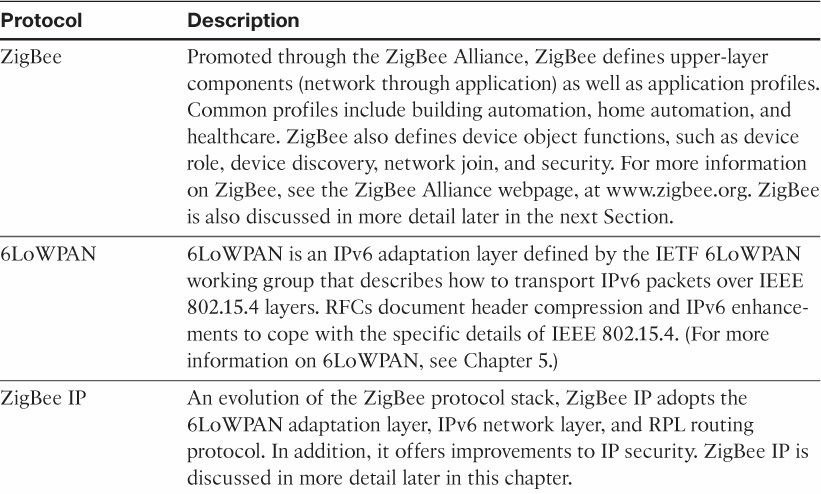 Protocol Description
ZigBee Promoted through the ZigBee Alliance, ZigBee defines upper-layer
components (network through application) as well as application profiles.
Common profiles include building automation, home automation, and
healthcare. ZigBee also defines device object functions, such as device
role, device discovery, network join, and security. For more information
on ZigBee, see the ZigBee Alliance webpage, at www.zigbee.org. ZigBee
is also discussed in more detail later in the next Section.
6LoWPAN 6LoWPAN is an IPv6 adaptation layer defined by the IETF 6LoWPAN
working group that describes how to transport IPv6 packets over IEEE
802.15.4 layers. RFCs document header compression and IPv6 enhance-
ments to cope with the specific details of IEEE 802.15.4. (For more
information on 6LoWPAN, see Chapter 5.)
ZigBee IP An evolution of the ZigBee protocol stack, ZigBee IP adopts the
6LoWPAN adaptation layer, IPv6 network layer, and RPL routing
protocol. In addition, it offers improvements to IP security. ZigBee IP is
discussed in more detail later in this chapter.